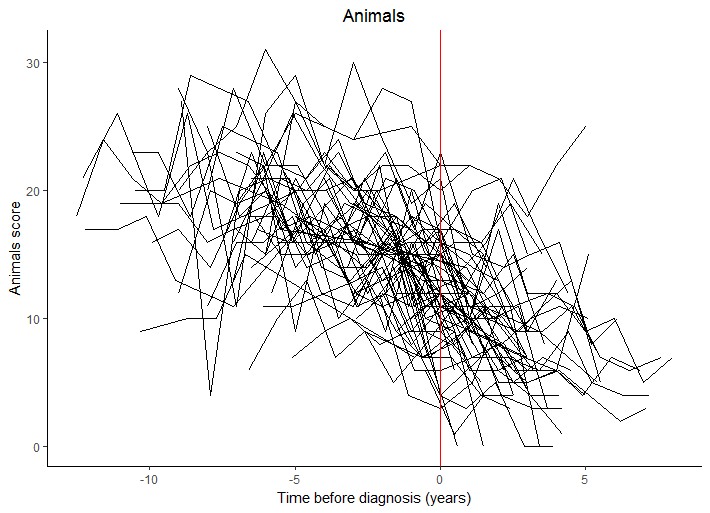 Animals
30
20
10
0
Animals score
-10 -5 0 5
Time before diagnosis (years)